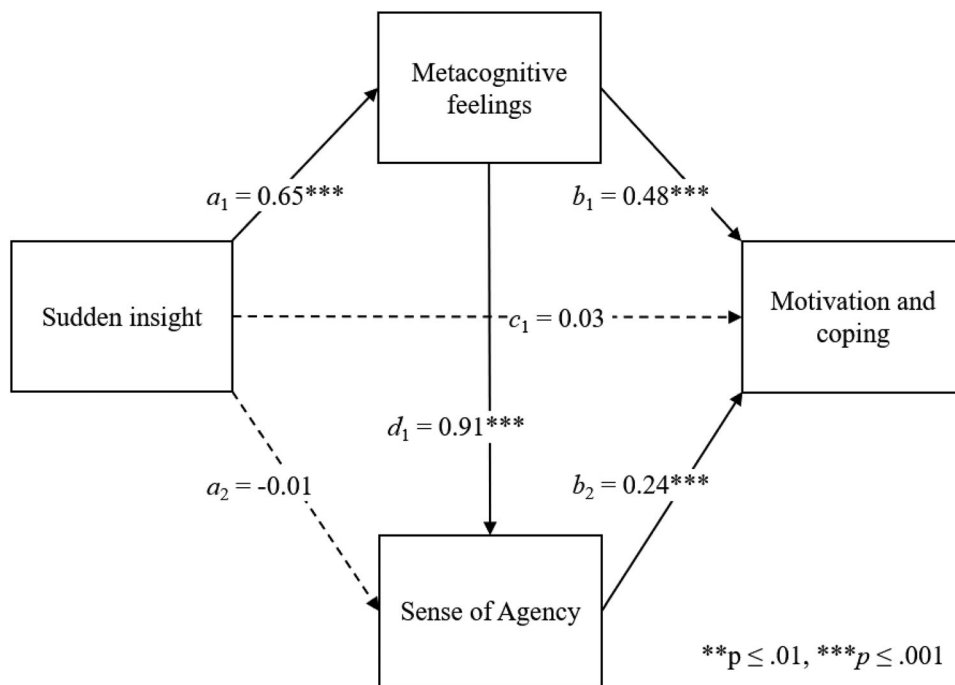 Metacognitive
feelings
a₁ = 0.65***
b₁ = 0.48***
Sudden insight
c₁ = 0.03
Motivation and
coping
d₁ = 0.91***
a₂ = -0.01
b₂ = 0.24***
Sense of Agency
**p ≤ .01, ***p ≤ .001